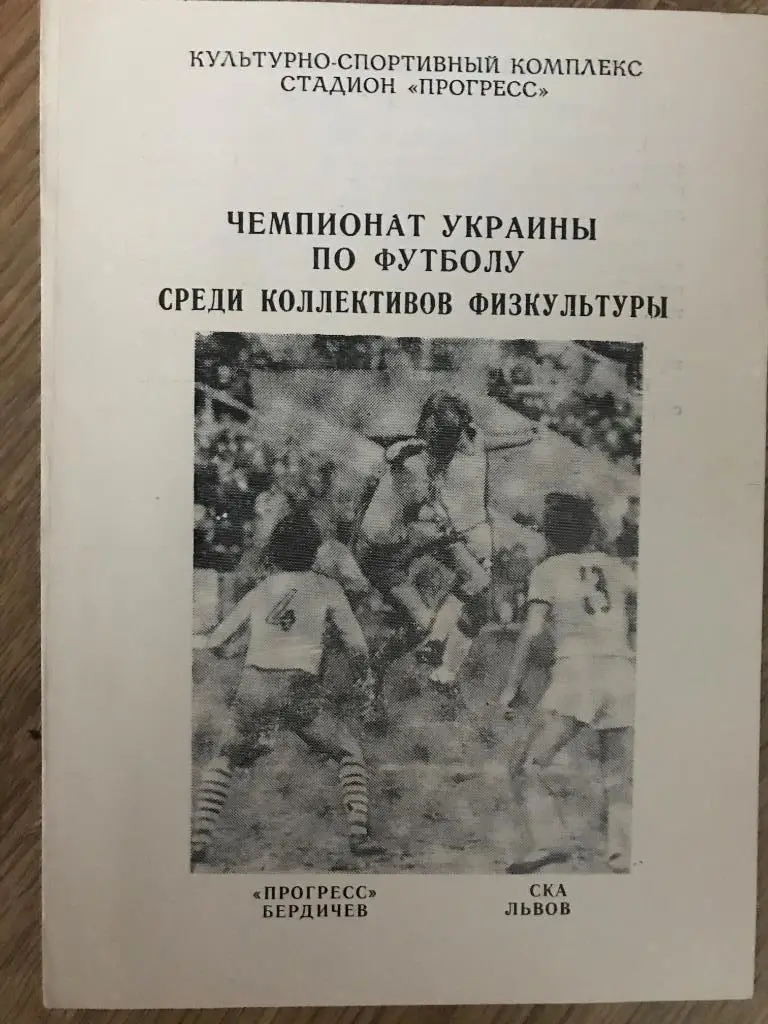 КУЛЬТУРНО-СПОРТИВНЫЙ КОМПЛЕКС
СТАДИОН «ПРОГРЕСС»
ЧЕМПИОНАТ УКРАИНЫ
ПО ФУТБОЛУ
СРЕДИ КОЛЛЕКТИВОВ ФИЗКУЛЬТУРЫ
4
3
«ПРОГРЕСС» СКА
БЕРДИЧЕВ ЛЬВОВ